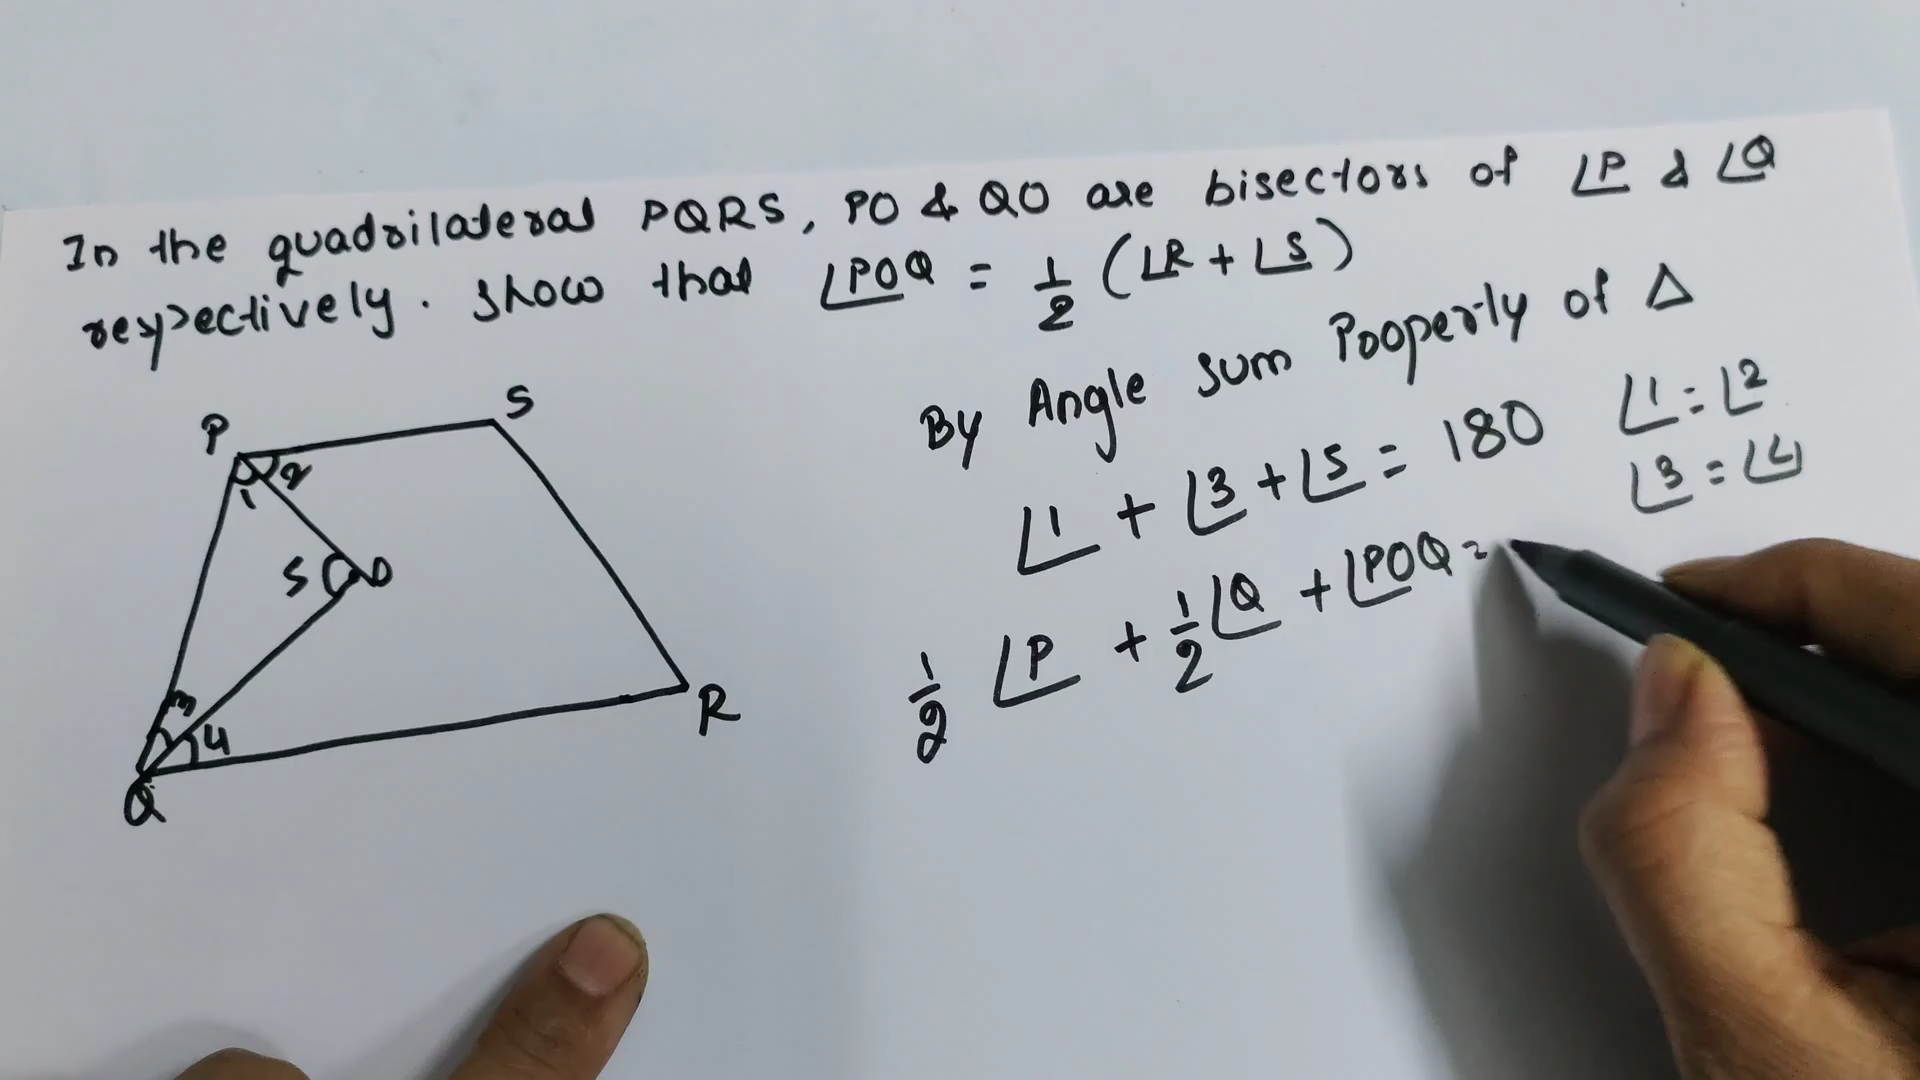 In the quadrilateral PQRS, PO & QO are bisectors of ∠P & ∠Q
respectively. Show that ∠POQ = 1/2 (∠R + ∠S)
By Angle sum Pooperty of Δ
∠1 + ∠3 + ∠5 = 180
∠1 = ∠2
∠3 = ∠4
1/2 ∠P + 1/2 ∠Q + ∠POQ =
P
S
2
1
5
O
3
4
R
Q